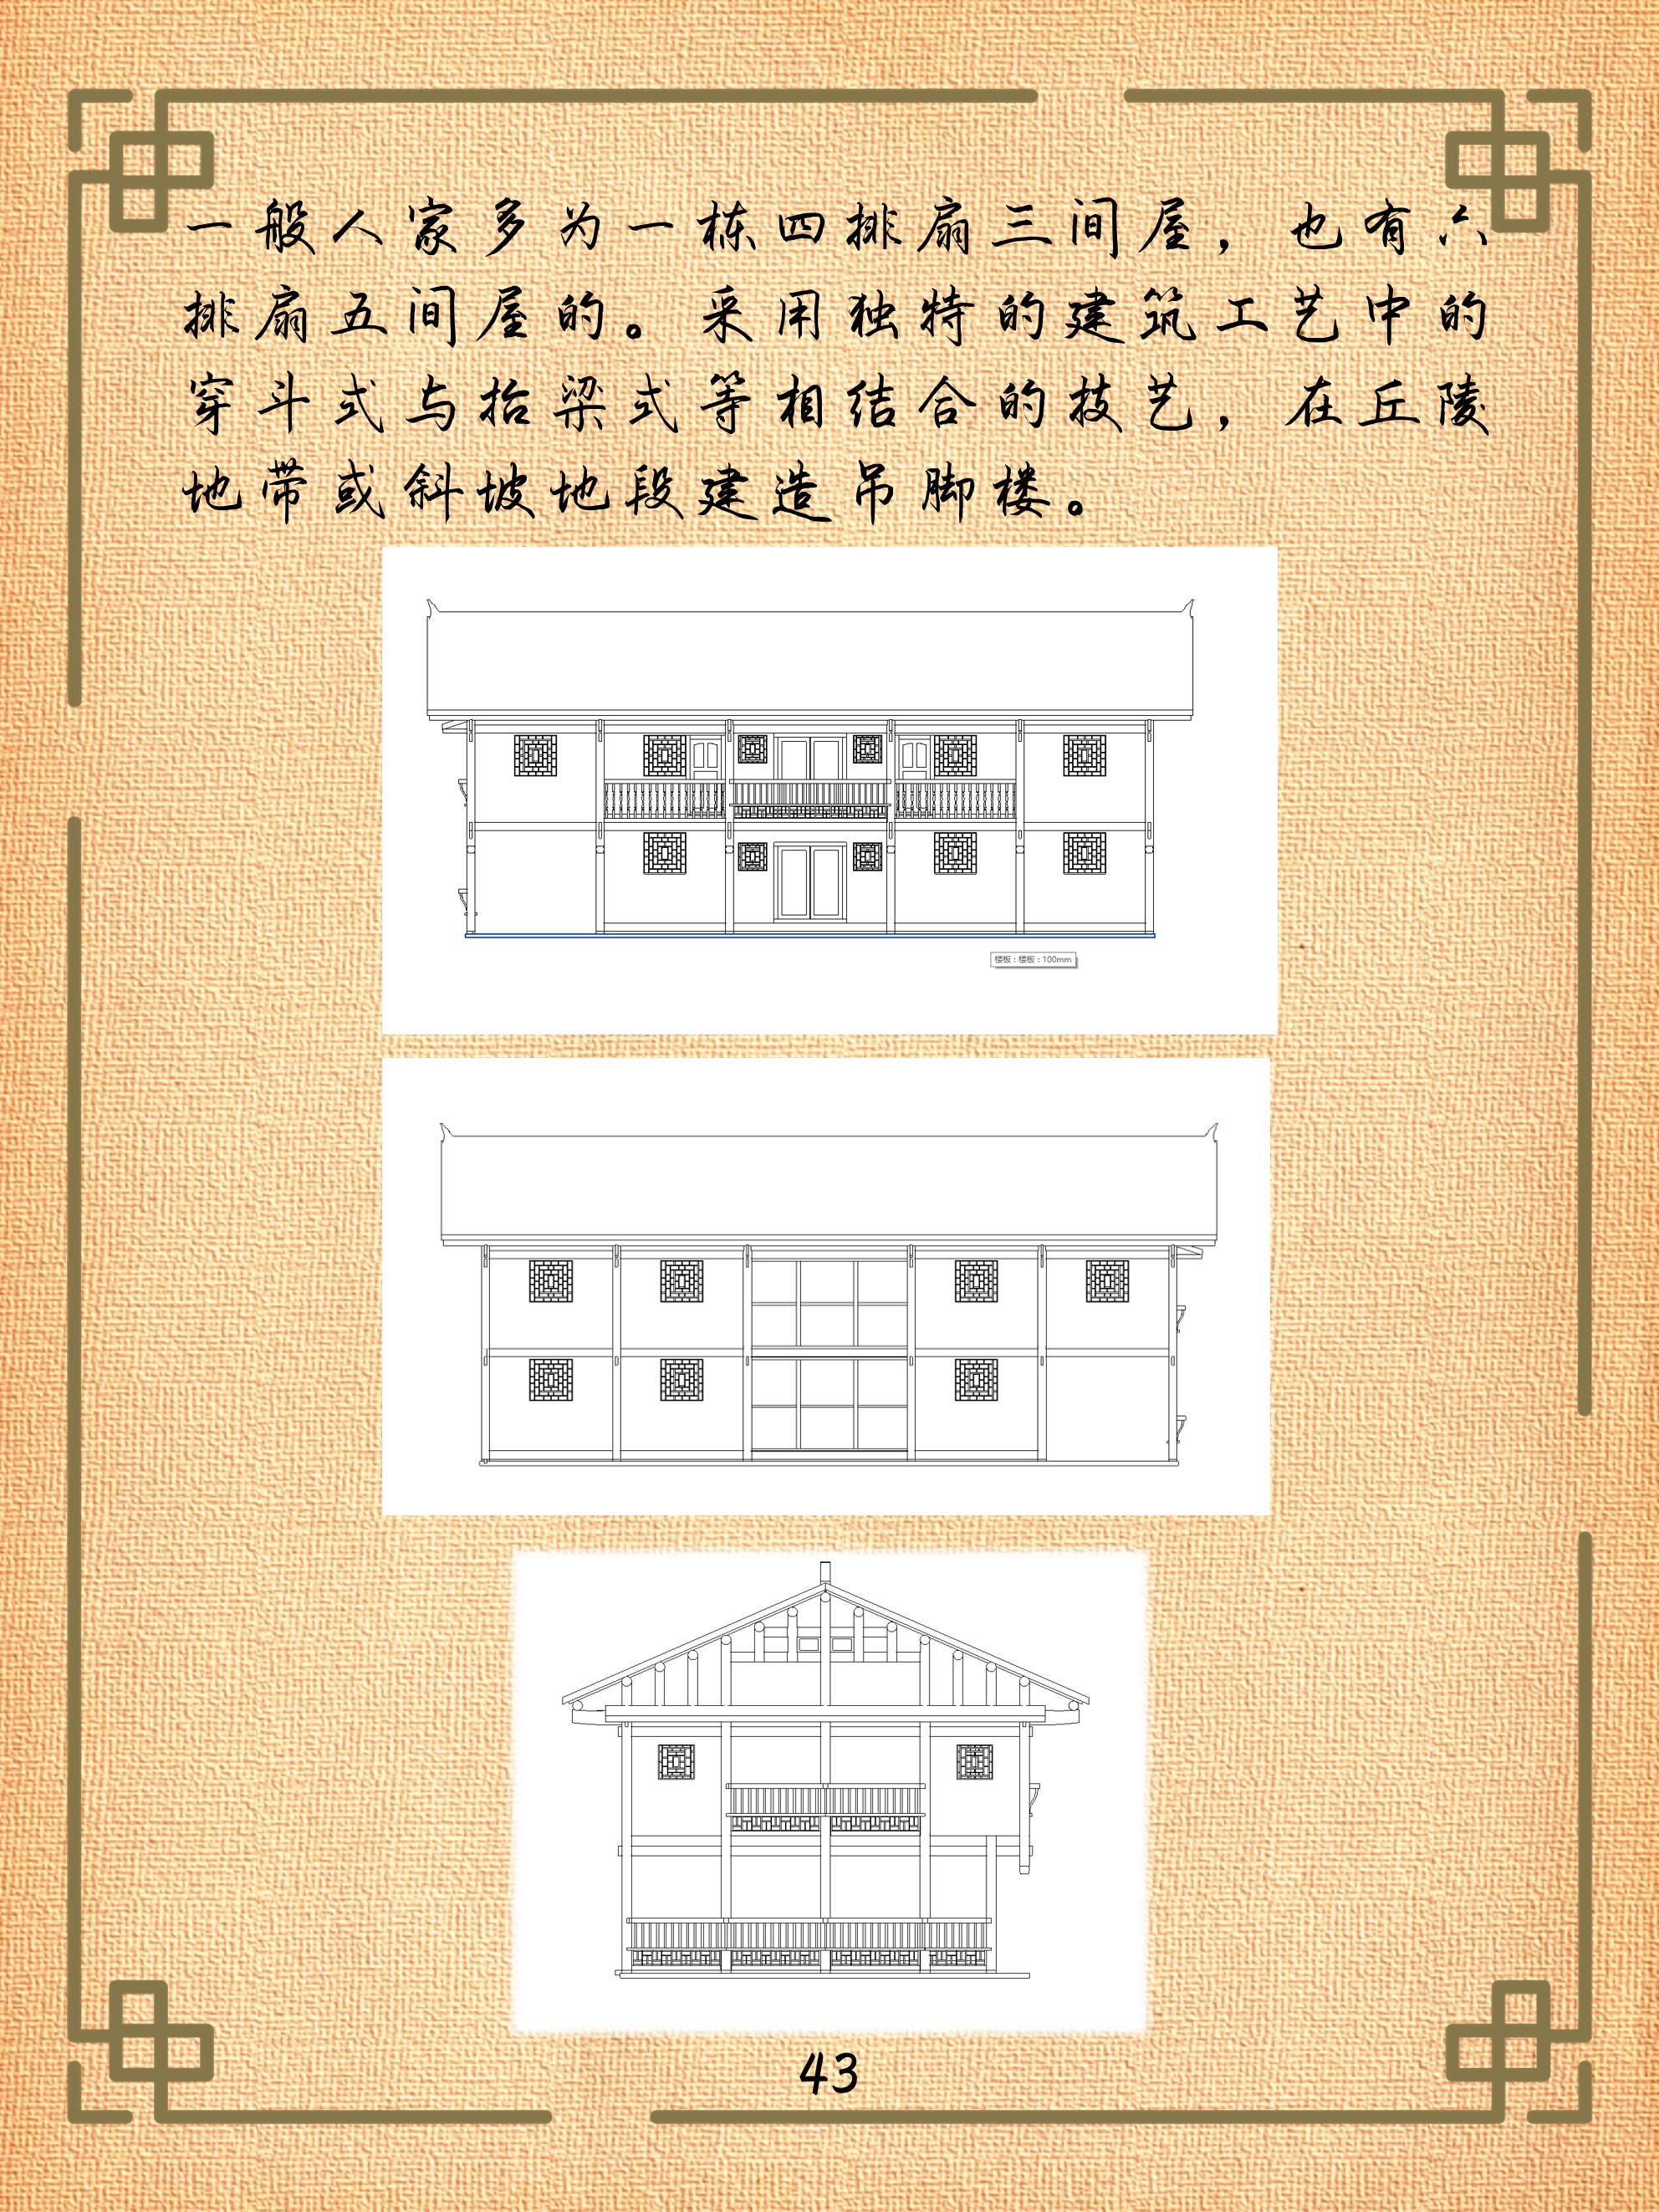 一般人家多为一栋四排扇三间屋，也有六
排扇五间屋的。采用独特的建筑工艺中的
穿斗式与抬梁式等相结合的技艺，在丘陵
地带或斜坡地段建造吊脚楼。
楼板：楼板：100mm
43